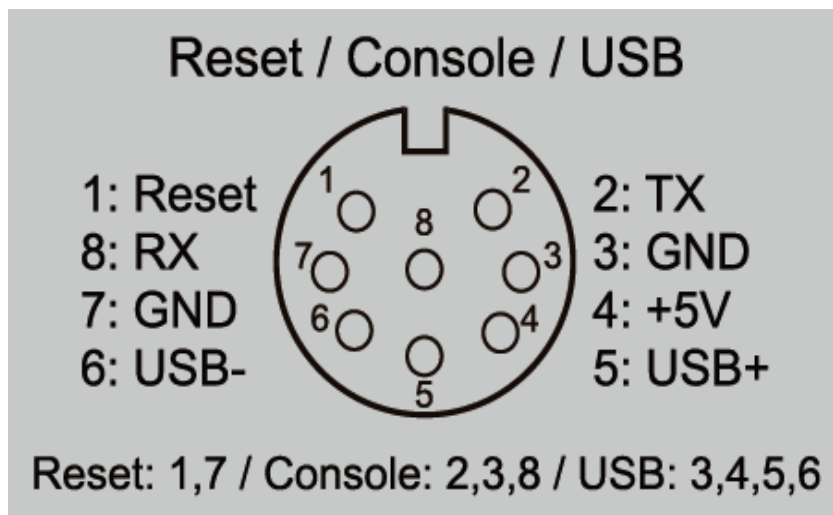 Reset / Console / USB
1 2
1: Reset 2: TX
8
8: RX 7 3 3: GND
7: GND 6 4 4: +5V
6: USB- 5 5: USB+
Reset: 1,7 / Console: 2,3,8 / USB: 3,4,5,6